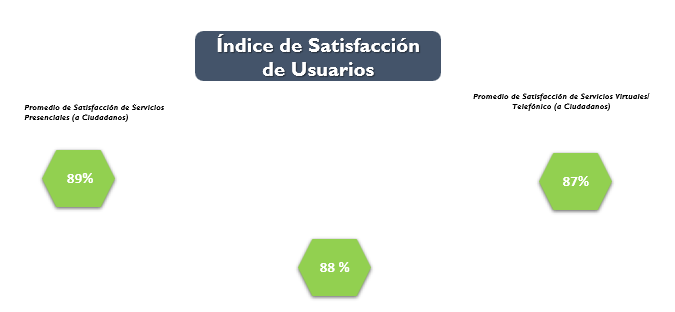 Índice de Satisfacción
de Usuarios
Promedio de Satisfacción de Servicios
Presenciales (a Ciudadanos)
Promedio de Satisfacción de Servicios Virtuales/
Telefónico (a Ciudadanos)
89%
87%
88 %